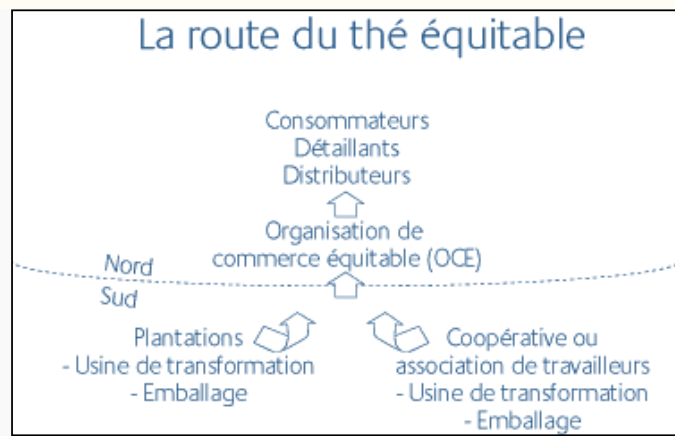 La route du thé équitable
Consommateurs
Détaillants
Distributeurs
Organisation de
commerce équitable (OCE)
Nord
Sud
Plantations
- Usine de transformation
- Emballage
Coopérative ou
association de travailleurs
- Usine de transformation
- Emballage